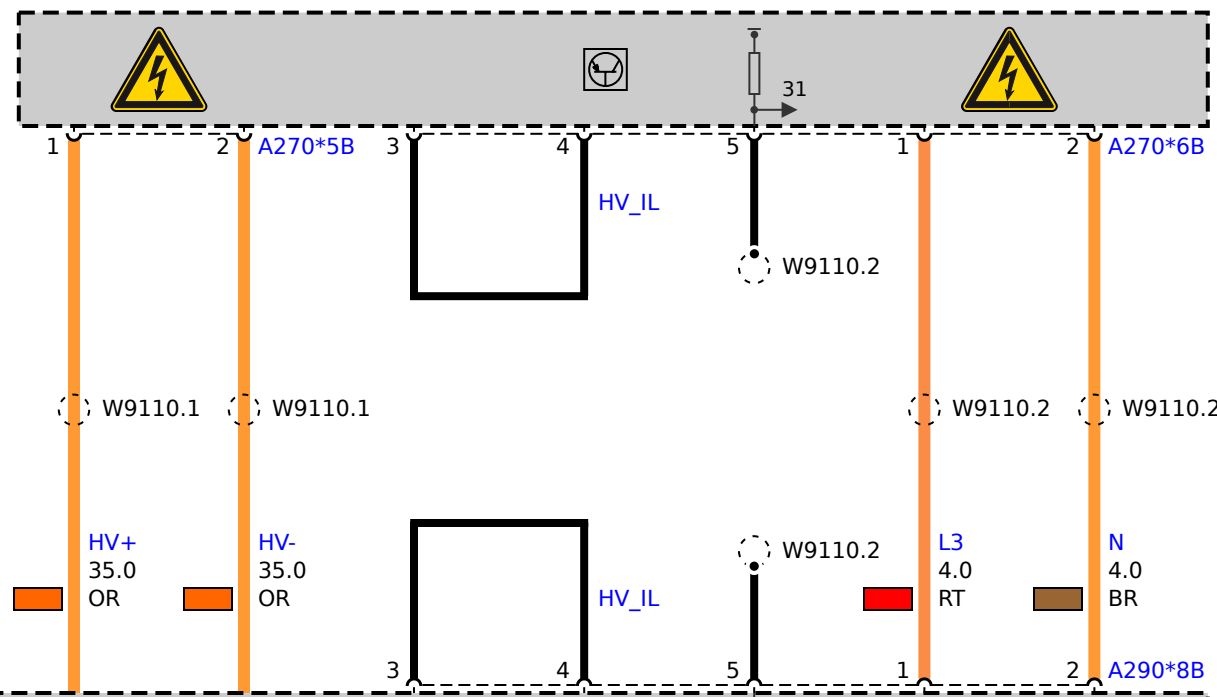 31
1
2
A270*5B
3
4
5
1
2
A270*6B
HV_IL
W9110.2
W9110.1
W9110.1
W9110.2
W9110.2
HV+
35.0
OR
HV-
35.0
OR
HV_IL
W9110.2
L3
4.0
RT
N
4.0
BR
3
4
5
1
2
A290*8B